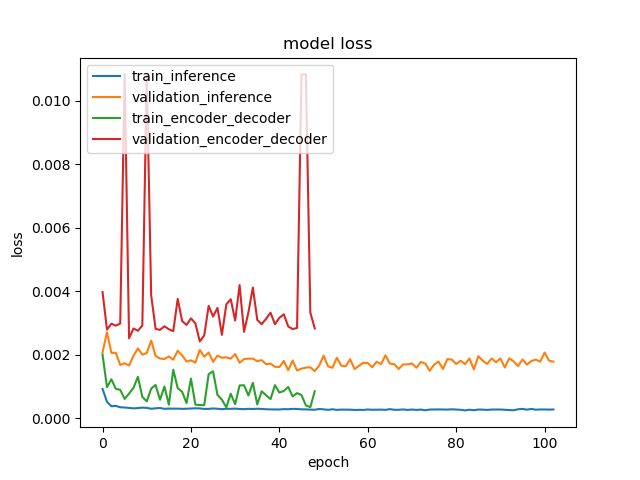 model loss
train_inference
validation_inference
train_encoder_decoder
validation_encoder_decoder
loss
0.010
0.008
0.006
0.004
0.002
0.000
0 20 40 60 80 100
epoch